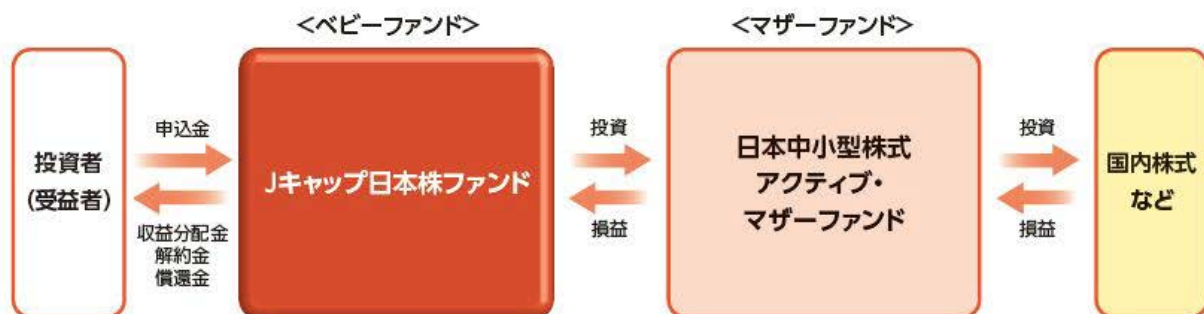 <ベビーファンド>
<マザーファンド>
投資者
(受益者)
申込金
収益分配金
解約金
償還金
Jキャップ日本株ファンド
投資
損益
日本中小型株式
アクティブ・
マザーファンド
投資
損益
国内株式
など